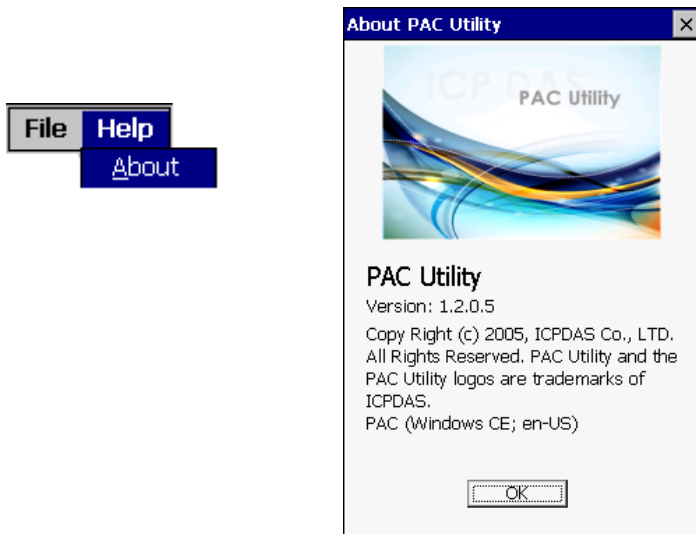 File Help
About
About PAC Utility
ICP DAS
PAC Utility
PAC Utility
Version: 1.2.0.5
Copy Right (c) 2005, ICPDAS Co., LTD.
All Rights Reserved. PAC Utility and the
PAC Utility logos are trademarks of
ICPDAS.
PAC (Windows CE; en-US)
OK